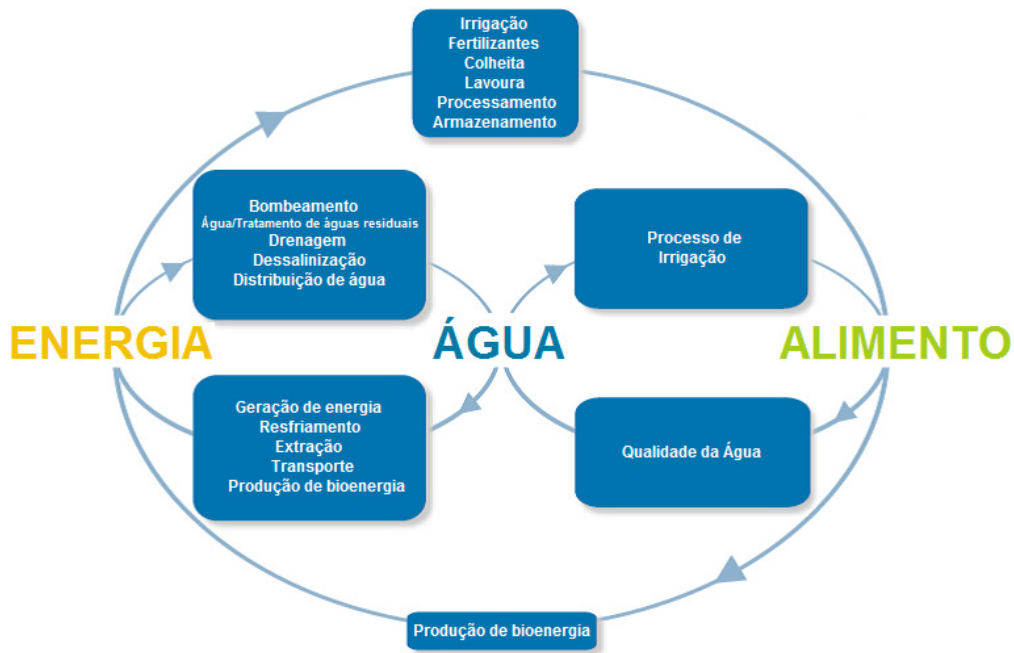 Irrigação
Fertilizantes
Colheita
Lavoura
Processamento
Armazenamento
Bombeamento
Água/Tratamento de águas residuais
Drenagem
Dessalinização
Distribuição de água
Processo de
Irrigação
ENERGIA
ÁGUA
ALIMENTO
Geração de energia
Resfriamento
Extração
Transporte
Produção de bioenergia
Qualidade da Água
Produção de bioenergia